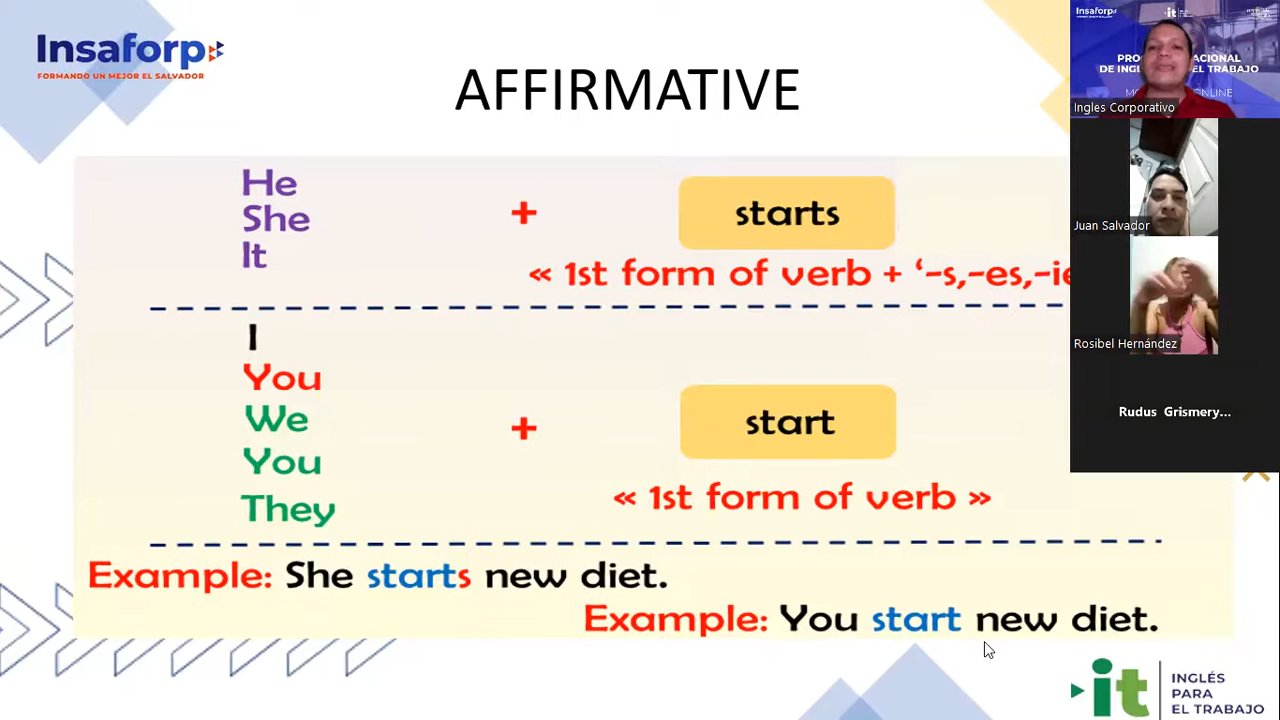 Insaforp
FORMANDO UN MEJOR EL SALVADOR
AFFIRMATIVE
He
She
It
+
starts
« 1st form of verb + ‘-s,-es,-ie
I
You
We
You
They
+
start
« 1st form of verb »
Example: She starts new diet.
Example: You start new diet.
it
INGLÉS
PARA
EL TRABAJO
Insaforp
Ingles Corporativo
Juan Salvador
Rosibel Hernández
Rudus Grismery...